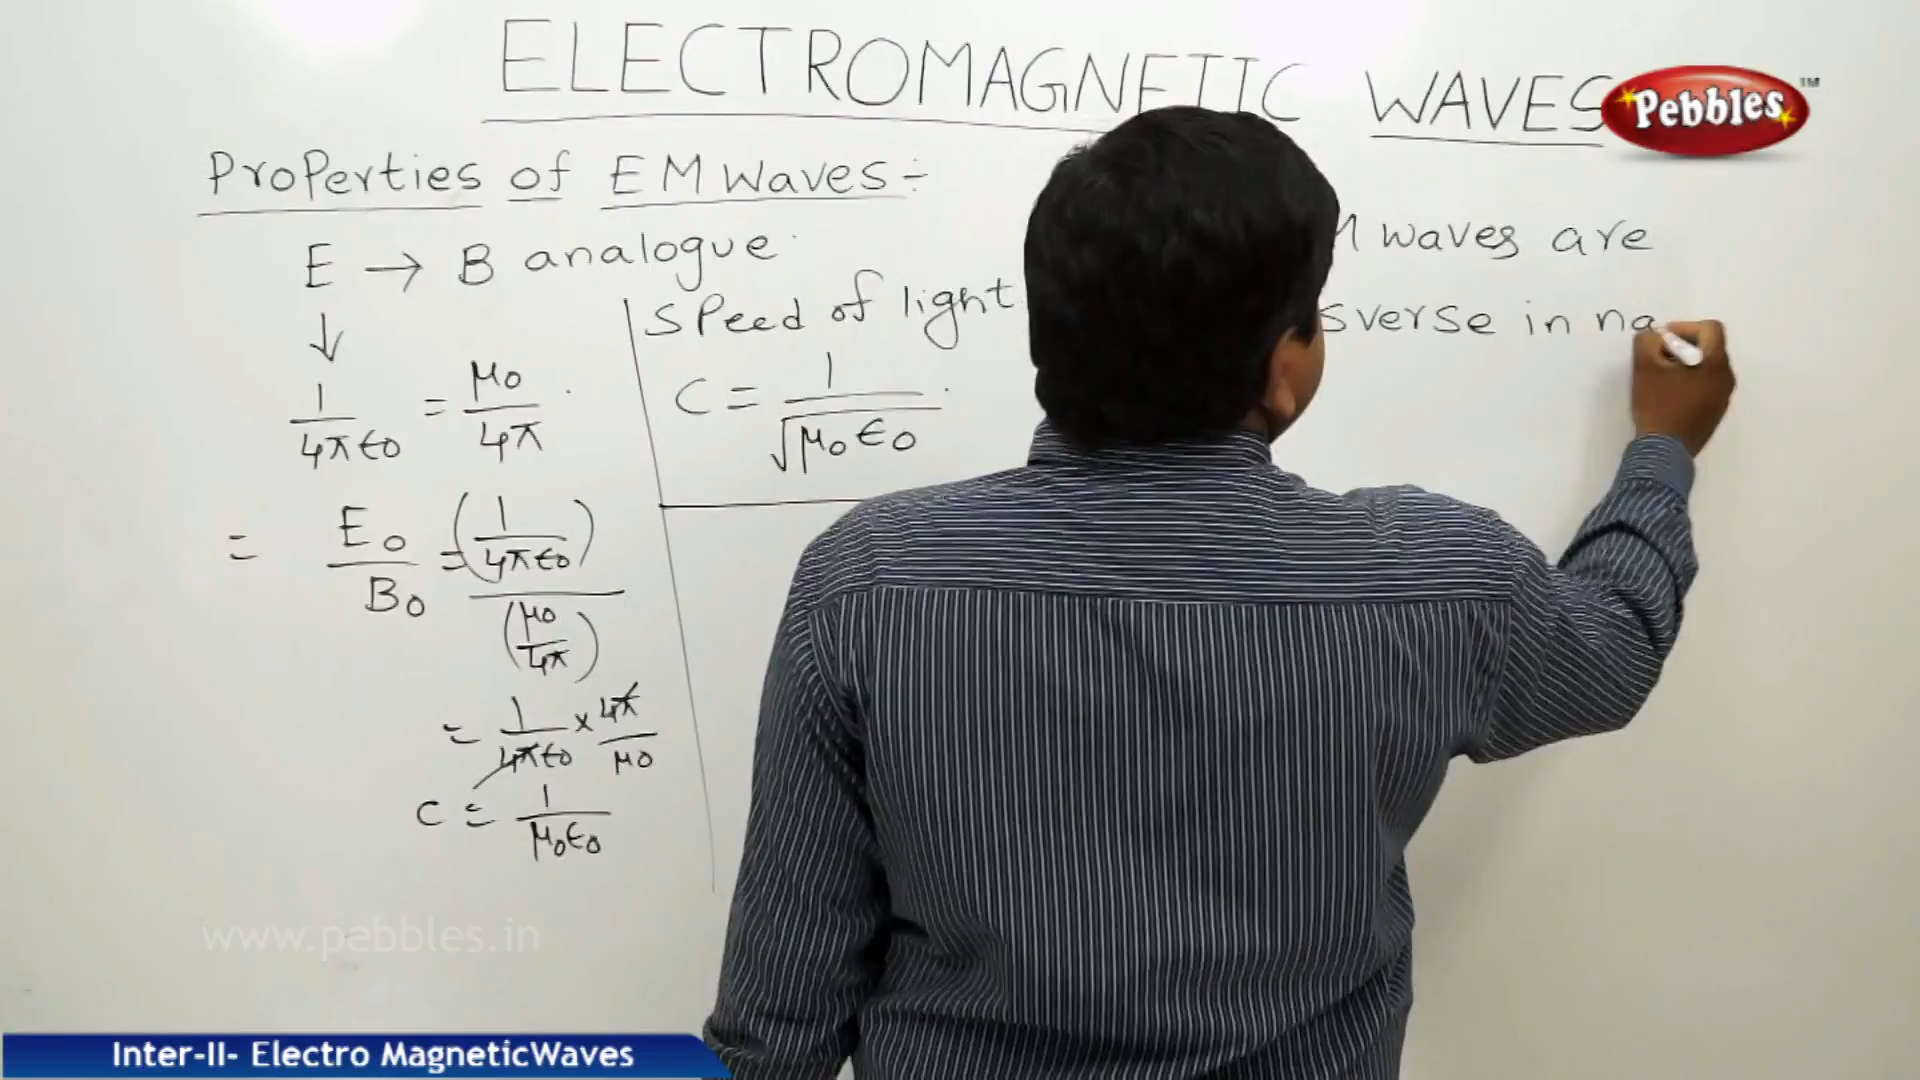 ELECTROMAGNETIC WAVES
Pebbles ™
Properties of EM Waves:-
E → B analogue.
↓
1/4πϵ0 = μ0/4π.
= E0/B0 = (1/4πϵ0)/(μ0/4π)
= 1/4πϵ0 × 4π/μ0
C = 1/μ0ϵ0
Speed of light
C = 1/√μ0ϵ0.
M waves are
sverse in na
www.pebbles.in
Inter-II- Electro MagneticWaves